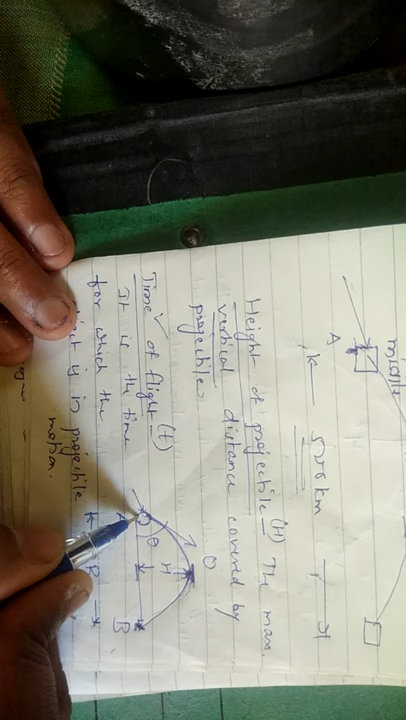 middle
A
K 500 km
Height of projectile - (H) The max.
vertical distance covered by
projectile.
O
Time of flight - (t)
It is the time
for which the
is in projectile
motion.
θ
H
B
R